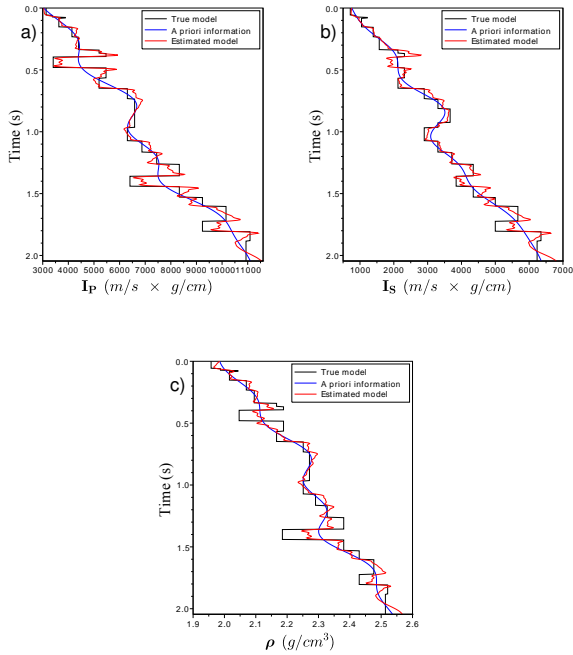 a)
True model
A priori information
Estimated model
0.0
0.5
1.0
1.5
2.0
Time (s)
3000 4000 5000 6000 7000 8000 9000 10000 11000
I_P (m/s × g/cm)
b)
True model
A priori information
Estimated model
0.0
0.5
1.0
1.5
2.0
Time (s)
1000 2000 3000 4000 5000 6000 7000
I_S (m/s × g/cm)
c)
True model
A priori information
Estimated model
0.0
0.5
1.0
1.5
2.0
Time (s)
1.9 2.0 2.1 2.2 2.3 2.4 2.5 2.6
ρ (g/cm³)